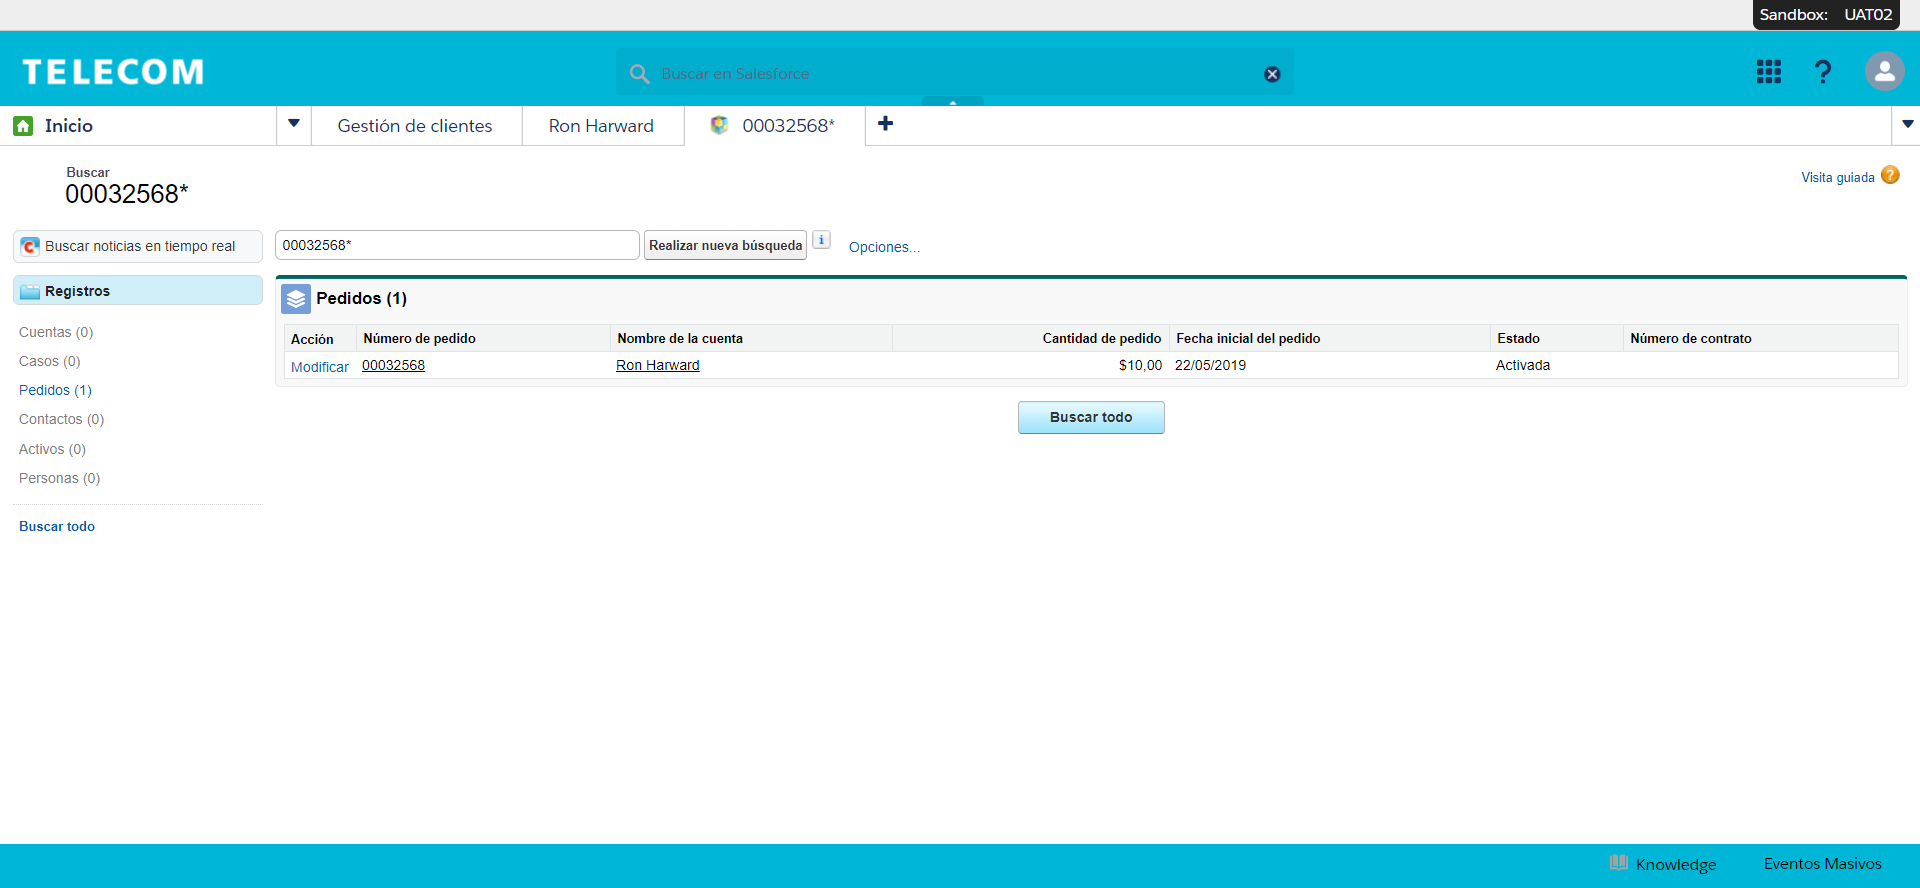 Sandbox: UAT02
TELECOM
Buscar en Salesforce
Inicio
Gestión de clientes
Ron Harward
00032568*
Buscar
00032568*
Visita guiada
Buscar noticias en tiempo real
00032568*
Realizar nueva búsqueda
Opciones...
Registros
Pedidos (1)
Acción Número de pedido Nombre de la cuenta Cantidad de pedido Fecha inicial del pedido Estado Número de contrato
Modificar 00032568 Ron Harward $10,00 22/05/2019 Activada
Cuentas (0)
Casos (0)
Pedidos (1)
Contactos (0)
Activos (0)
Personas (0)
Buscar todo
Buscar todo
Knowledge
Eventos Masivos